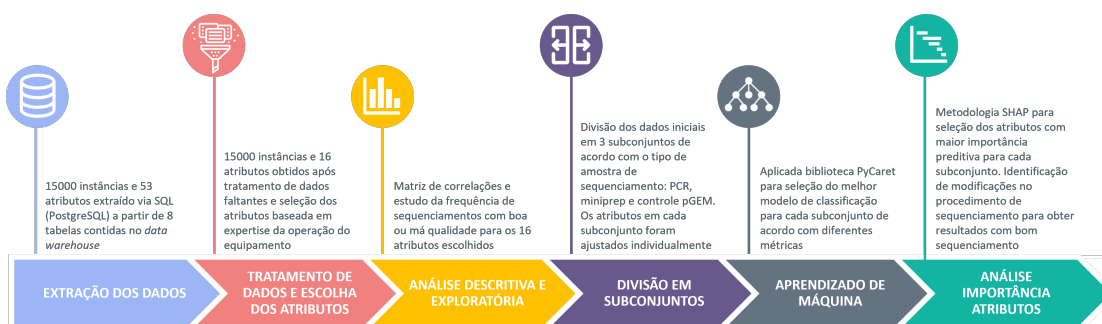 15000 instâncias e 53
atributos extraído via SQL
(PostgreSQL) a partir de 8
tabelas contidas no data
warehouse
15000 instâncias e 16
atributos obtidos após
tratamento de dados
faltantes e seleção dos
atributos baseada em
expertise da operação do
equipamento
Matriz de correlações e
estudo da frequência de
sequenciamentos com boa
ou má qualidade para os 16
atributos escolhidos
Divisão dos dados iniciais
em 3 subconjuntos de
acordo com o tipo de
amostra de
sequenciamento: PCR,
miniprep e controle pGEM.
Os atributos em cada
subconjunto foram
ajustados individualmente
Aplicada biblioteca PyCaret
para seleção do melhor
modelo de classificação
para cada subconjunto de
acordo com diferentes
métricas
Metodologia SHAP para
seleção dos atributos com
maior importância
preditiva para cada
subconjunto. Identificação
de modificações no
procedimento de
sequenciamento para obter
resultados com bom
sequenciamento
EXTRAÇÃO DOS DADOS
TRATAMENTO DE
DADOS E ESCOLHA
DOS ATRIBUTOS
ANÁLISE DESCRITIVA E
EXPLORATÓRIA
DIVISÃO EM
SUBCONJUNTOS
APRENDIZADO DE
MÁQUINA
ANÁLISE
IMPORTÂNCIA
ATRIBUTOS